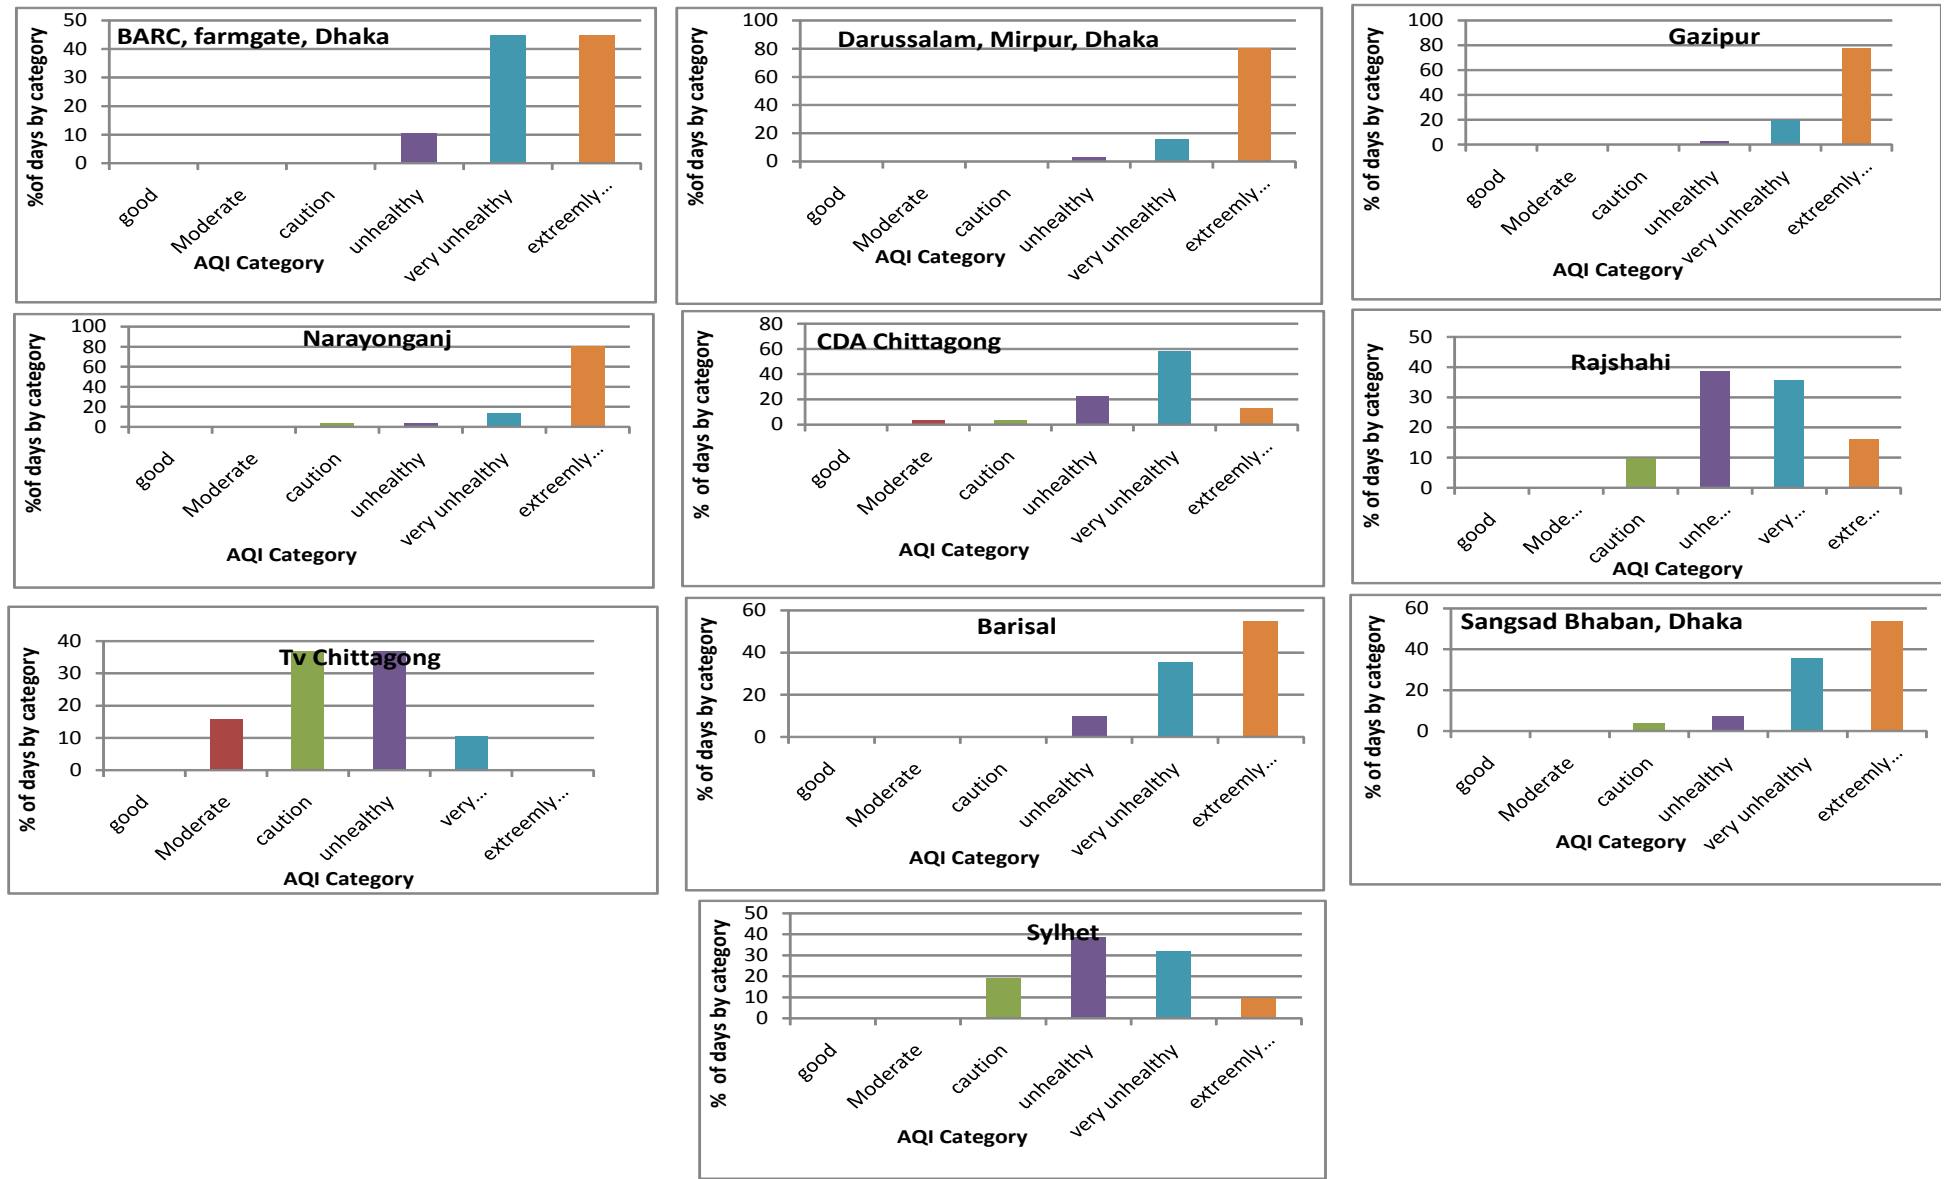 BARC, farmgate, Dhaka
%of days by category
50
40
30
20
10
0
good
Moderate
caution
unhealthy
very unhealthy
extreemly...
AQI Category
Darussalam, Mirpur, Dhaka
%of days by category
100
80
60
40
20
0
good
Moderate
caution
unhealthy
very unhealthy
extreemly...
AQI Category
Gazipur
% of days by category
100
80
60
40
20
0
good
Moderate
caution
unhealthy
very unhealthy
extreemly...
AQI Category
Narayonganj
%of days by category
100
80
60
40
20
0
good
Moderate
caution
unhealthy
very unhealthy
extreemly...
AQI Category
CDA Chittagong
% of days by category
80
60
40
20
0
good
Moderate
caution
unhealthy
very unhealthy
extreemly...
AQI Category
Rajshahi
% of days by category
50
40
30
20
10
0
good
Mode...
caution
unhe...
very...
extre...
AQI Category
Tv Chittagong
% of days by category
40
30
20
10
0
good
Moderate
caution
unhealthy
very...
extreemly...
AQI Category
Barisal
% of days by category
60
40
20
0
good
Moderate
caution
unhealthy
very unhealthy
extreemly...
AQI Category
Sangsad Bhaban, Dhaka
% of days by category
60
40
20
0
good
Moderate
caution
unhealthy
very unhealthy
extreemly...
AQI Category
Sylhet
% of days by category
50
40
30
20
10
0
good
Moderate
caution
unhealthy
very unhealthy
extreemly...
AQI Category